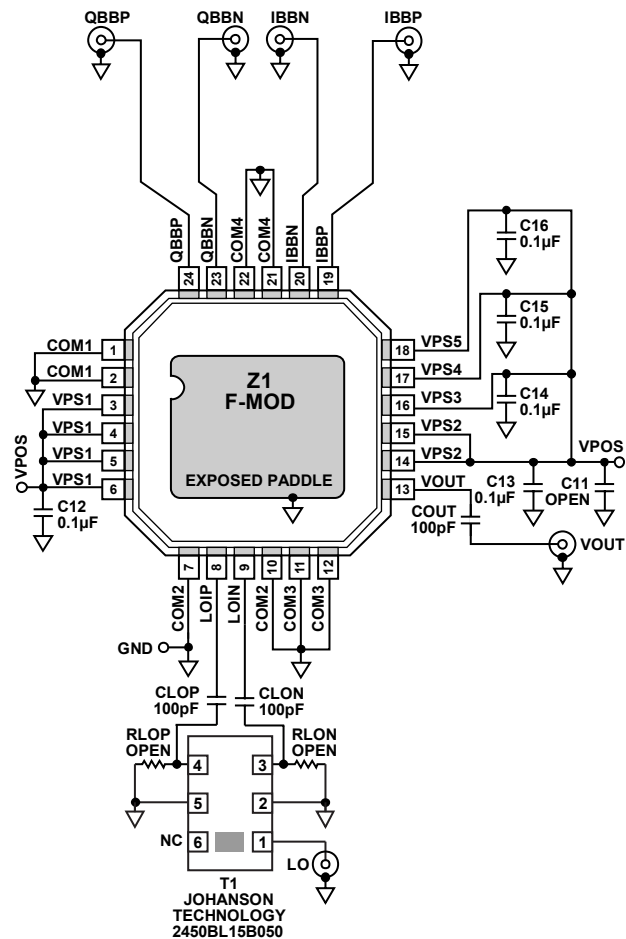 QBBP
QBBN
IBBN
IBBP
QBBP
QBBN
COM4
COM4
IBBN
IBBP
24
23
22
21
20
19
C16
0.1µF
C15
0.1µF
C14
0.1µF
COM1
1
COM1
2
VPS1
3
VPS1
4
VPS1
5
VPS1
6
VPOS
C12
0.1µF
Z1
F-MOD
EXPOSED PADDLE
18
VPS5
17
VPS4
16
VPS3
15
VPS2
14
VPS2
13
VOUT
VPOS
C13
0.1µF
C11
OPEN
COUT
100pF
VOUT
7
8
9
10
11
12
COM2
LOIP
LOIN
COM2
COM3
COM3
GND
CLOP
100pF
CLON
100pF
RLOP
OPEN
RLON
OPEN
4
3
5
2
NC
6
1
LO
T1
JOHANSON
TECHNOLOGY
2450BL15B050